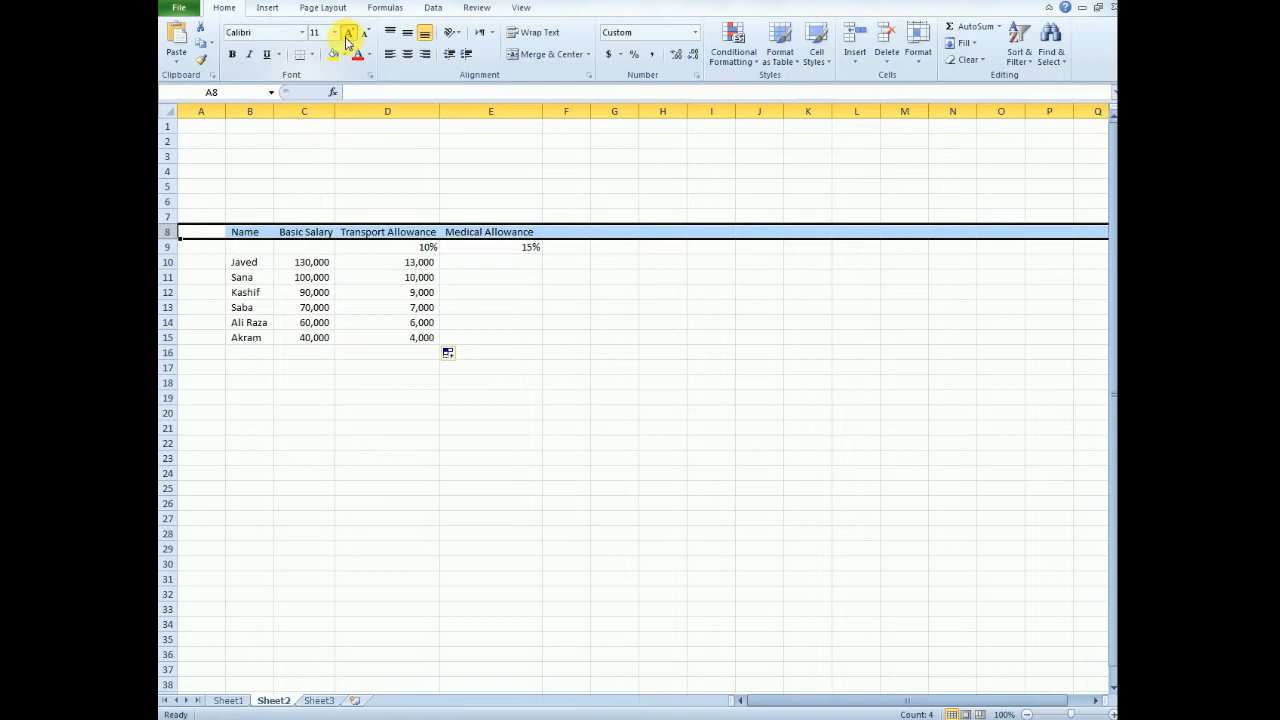 File Home Insert Page Layout Formulas Data Review View
Calibri 11 Wrap Text Custom AutoSum
Paste B I U Merge & Center $ % , Conditional Formatting Format as Table Cell Styles Insert Delete Format Fill Clear Sort & Filter Find & Select
Clipboard Font Alignment Number Styles Cells Editing
A8 fx
A B C D E F G H I J K L M N O P Q
1
2
3
4
5
6
7
8 Name Basic Salary Transport Allowance Medical Allowance
9 10% 15%
10 Javed 130,000 13,000
11 Sana 100,000 10,000
12 Kashif 90,000 9,000
13 Saba 70,000 7,000
14 Ali Raza 60,000 6,000
15 Akram 40,000 4,000
16
17
18
19
20
21
22
23
24
25
26
27
28
29
30
31
32
33
34
35
36
37
38
Sheet1 Sheet2 Sheet3
Ready Count: 4 100%